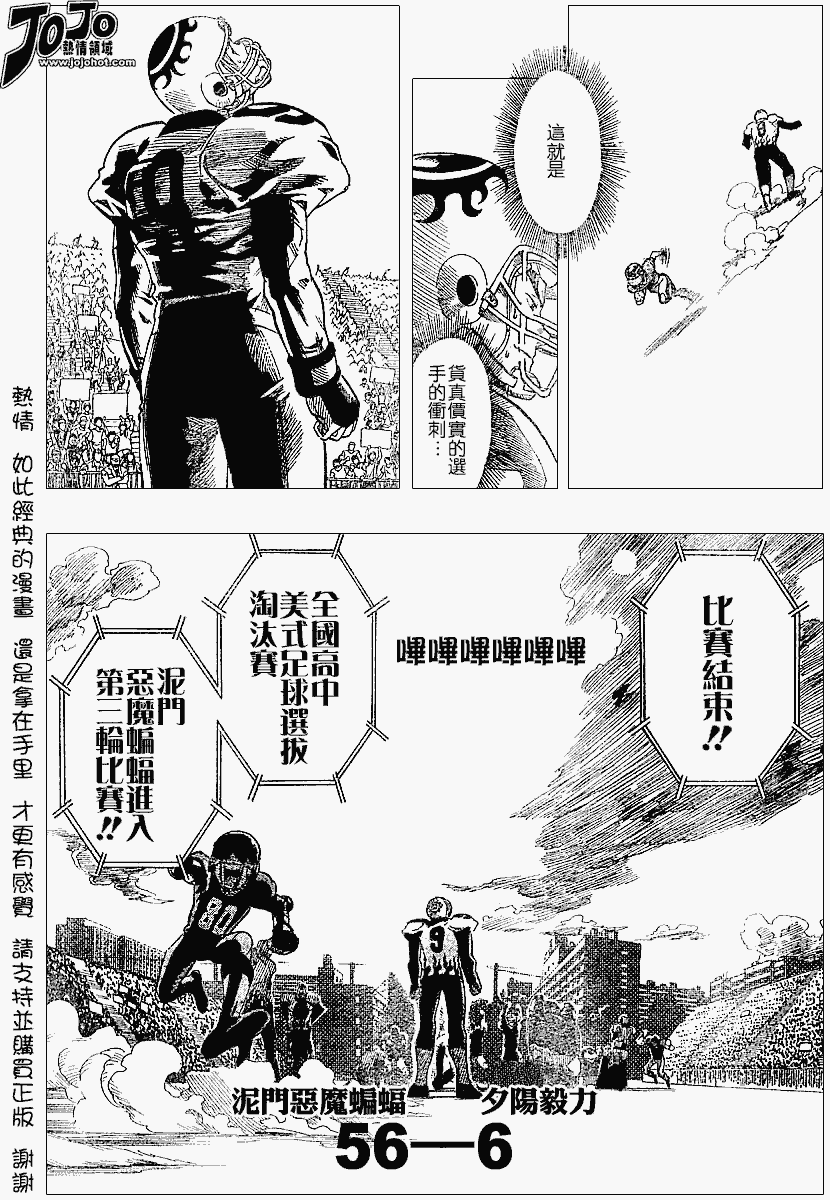 JOJO
熱情領域
www.jojohot.com
這就是
貨真價實的選
手的衝刺…
比賽結束!!
嗶嗶嗶嗶嗶嗶
全國高中
美式足球選拔
淘汰賽
泥門
惡魔蝙蝠進入
第三輪比賽!!
80
9
泥門惡魔蝙蝠
夕陽毅力
56—6
熱情 如此經典的漫畫 還是拿在手里 才更有感覺 請支持並購買正版 謝謝